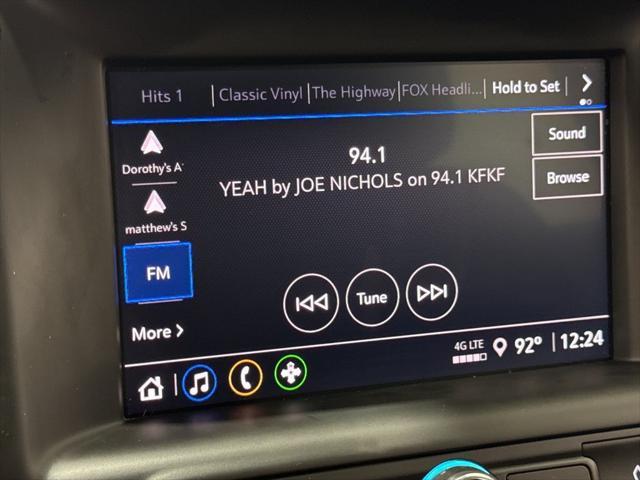 Hits 1 Classic Vinyl The Highway FOX Headli... Hold to Set
Dorothy's A
94.1
Sound
YEAH by JOE NICHOLS on 94.1 KFKF
Browse
matthew's S
FM
Tune
More
4G LTE 92° 12:24